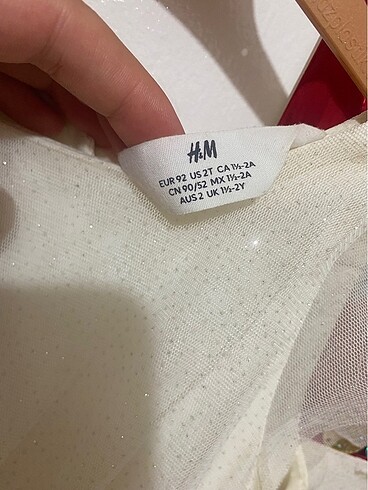 H&M
EUR 92 US 2T CA 1½-2A
CN 90/52 MX 1½-2A
AUS 2 UK 1½-2Y